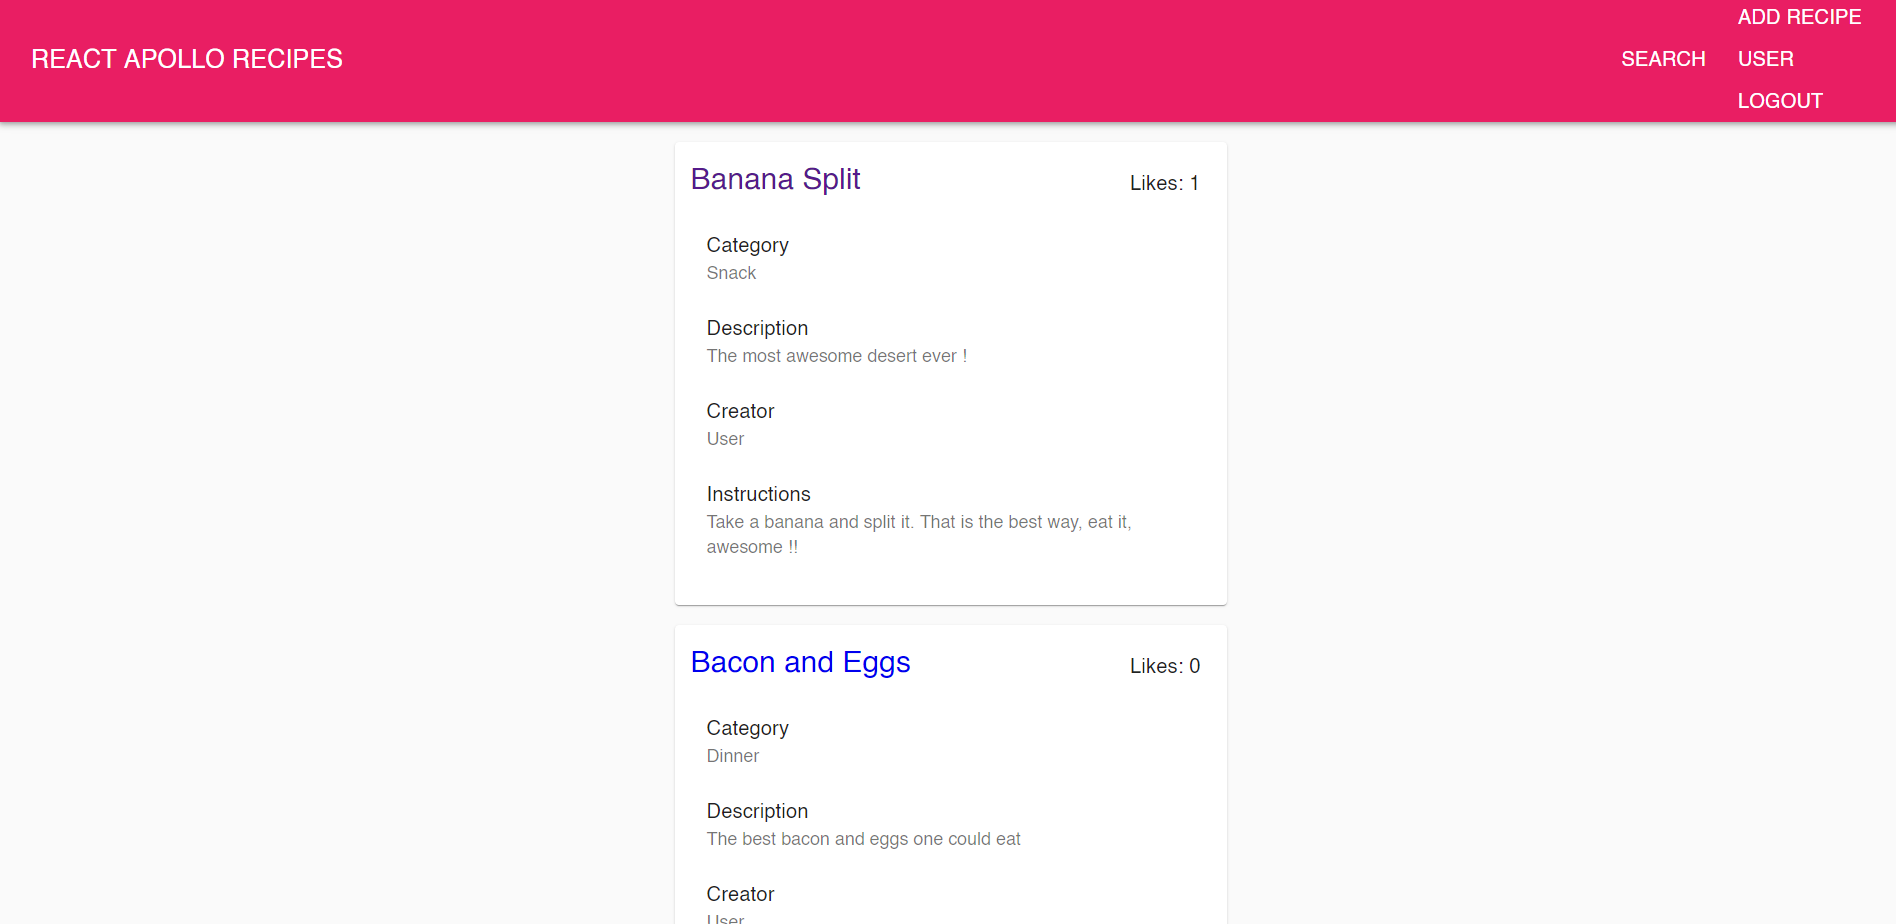 REACT APOLLO RECIPES
SEARCH
ADD RECIPE
USER
LOGOUT
Banana Split
Likes: 1
Category
Snack
Description
The most awesome desert ever !
Creator
User
Instructions
Take a banana and split it. That is the best way, eat it,
awesome !!
Bacon and Eggs
Likes: 0
Category
Dinner
Description
The best bacon and eggs one could eat
Creator
User